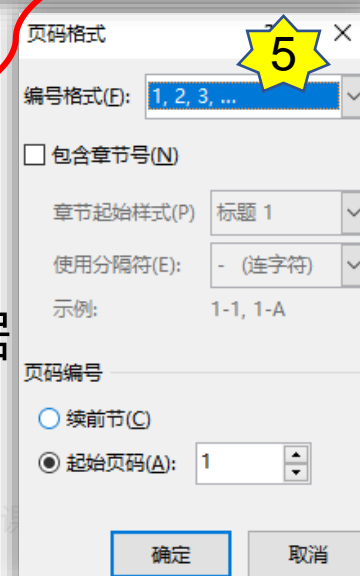 页码格式
5
编号格式(F): 1, 2, 3, ...
包含章节号(N)
章节起始样式(P) 标题 1
使用分隔符(E): - (连字符)
示例: 1-1, 1-A
页码编号
续前节(C)
起始页码(A): 1
确定 取消